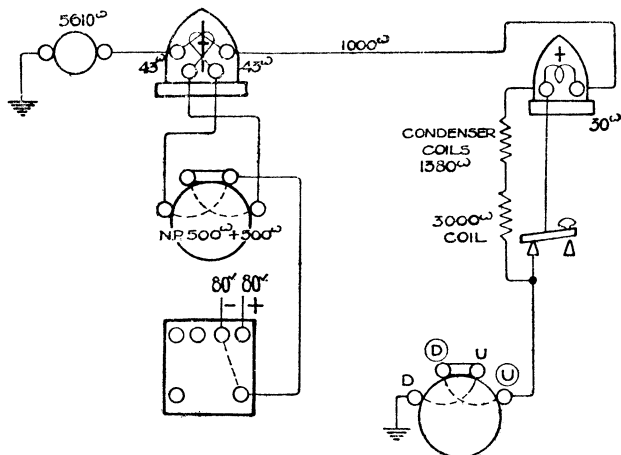 5610ω
+
43ω
43ω
1000ω
+
30ω
CONDENSER
COILS
1380ω
3000ω
COIL
N.P. 500ω+500ω
80v. 80v.
− +
D U
D U